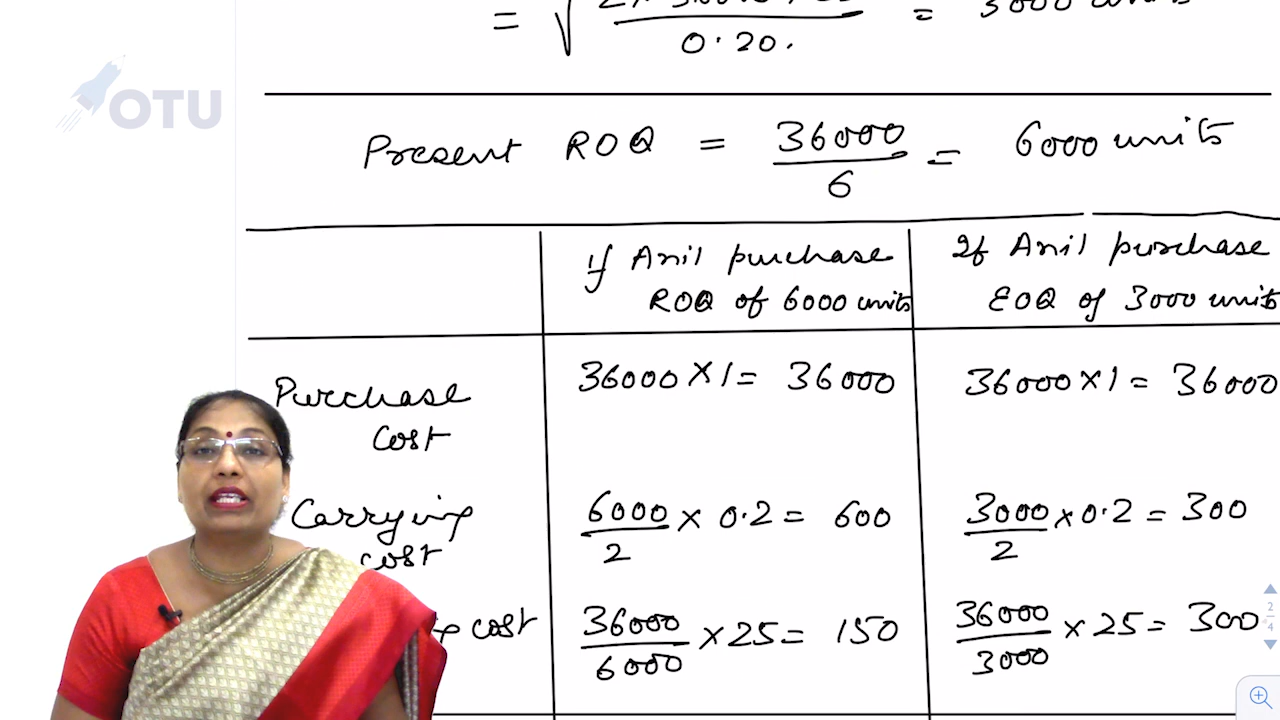 = 0.20. = 3000 units
OTU
Present ROQ = 36000 / 6 = 6000 units
if Anil purchase ROQ of 6000 units
If Anil purchase EOQ of 3000 units
Purchase cost
36000 × 1 = 36000
36000 × 1 = 36000
Carrying cost
6000 / 2 × 0.2 = 600
3000 / 2 × 0.2 = 300
cost
36000 / 6000 × 25 = 150
36000 / 3000 × 25 = 300
2
4